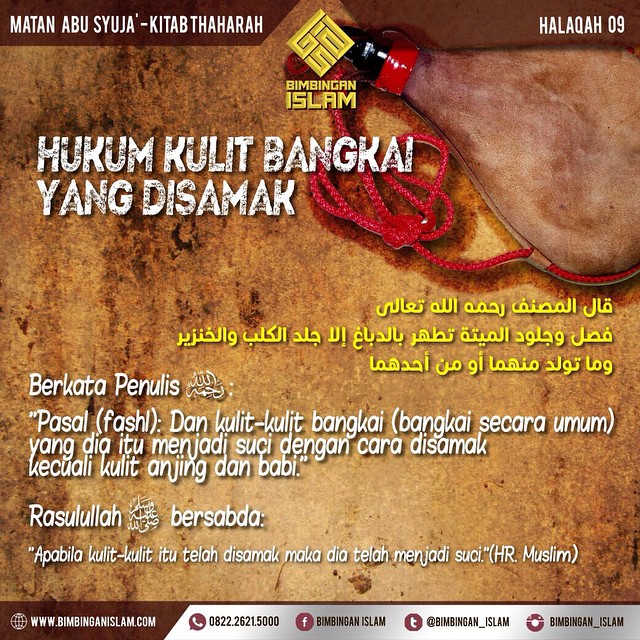 MATAN ABU SYUJA'-KITAB THAHARAH
HALAQAH 09
BIMBINGAN
ISLAM
HUKUM KULIT BANGKAI
YANG DISAMAK
قال المصنف رحمه الله تعالى
فصل وجلود الميتة تطهر بالدباغ إلا جلد الكلب والخنزير
وما تولد منهما أو من أحدهما
Berkata Penulis رحمه الله :
"Pasal (fashl): Dan kulit-kulit bangkai (bangkai secara umum)
yang dia itu menjadi suci dengan cara disamak
kecuali kulit anjing dan babi."
Rasulullah ﷺ bersabda:
"Apabila kulit-kulit itu telah disamak maka dia telah menjadi suci."(HR. Muslim)
WWW.BIMBINGANISLAM.COM
0822.2621.5000
BIMBINGAN ISLAM
@BIMBINGAN_ISLAM
BIMBINGAN_ISLAM